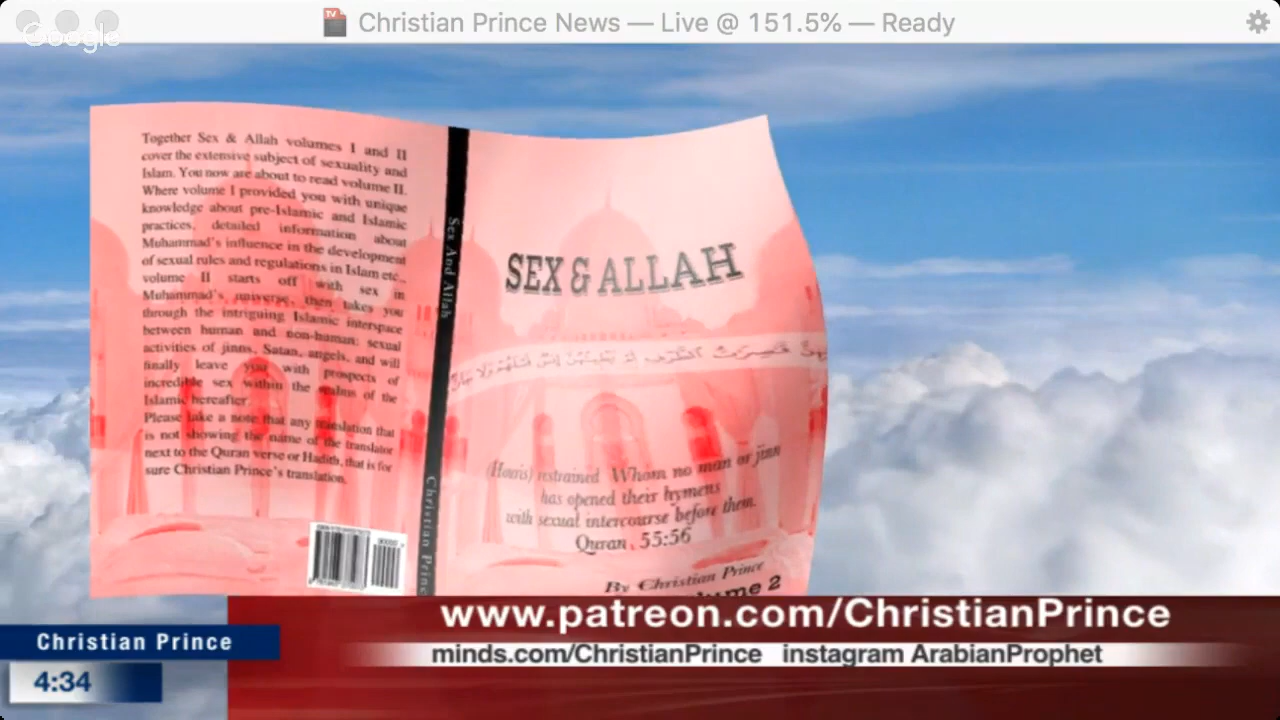 Google
Christian Prince News — Live @ 151.5% — Ready
Together Sex & Allah volumes I and II
cover the extensive subject of sexuality and
Islam. You now are about to read volume II.
Where volume I provided you with unique
knowledge about pre-Islamic and Islamic
practices, detailed information about
Muhammad's influence in the development
of sexual rules and regulations in Islam etc.,
volume II starts off with sex in
Muhammad's universe, then takes you
through the intriguing Islamic interspace
between human and non-human: sexual
activities of jinns, Satan, angels, and will
finally leave you with prospects of
incredible sex within the realms of the
Islamic hereafter.
Please take a note that any translation that
is not showing the name of the translator
next to the Quran verse or Hadith, that is for
sure Christian Prince's translation.
Sex And Allah
Christian Prince
SEX & ALLAH
قَصِرَتُ الطَّرْفِ لَمْ يَطْمِثْهُنَّ إِنسٌ قَبْلَهُمْ وَلَا جَانٌّ
(Houris) restrained Whom no man or jinn
has opened their hymens
with sexual intercourse before them.
Quran, 55:56
By Christian Prince
2
www.patreon.com/ChristianPrince
Christian Prince
minds.com/ChristianPrince instagram ArabianProphet
4:34